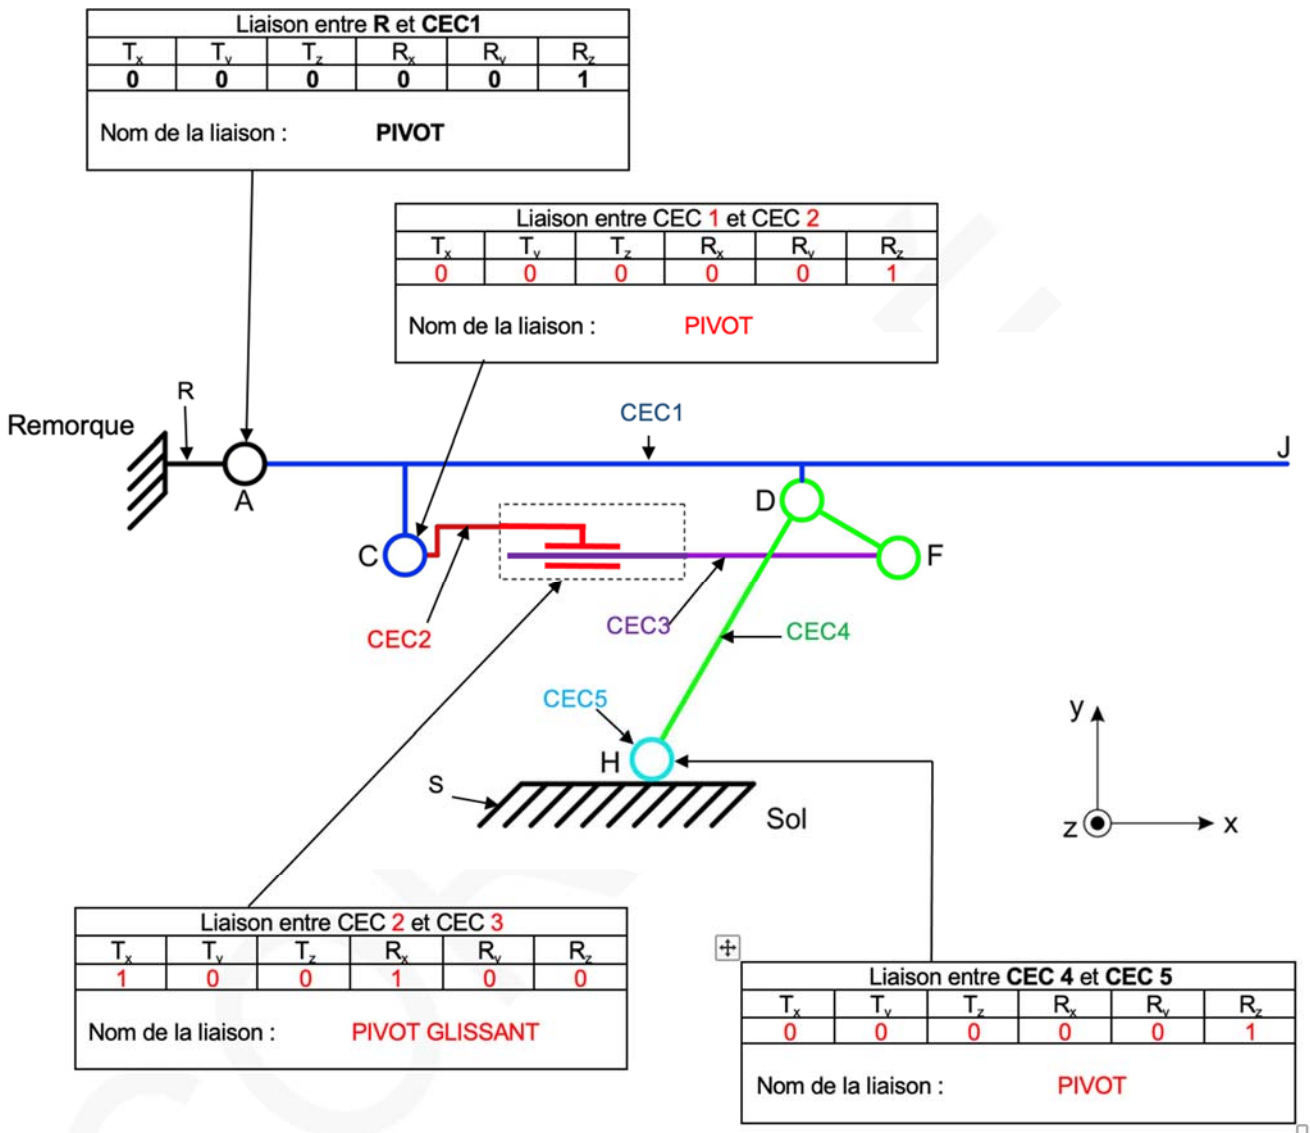 Liaison entre R et CEC1
Tx Ty Tz Rx Ry Rz
0 0 0 0 0 1
Nom de la liaison : PIVOT
Liaison entre CEC 1 et CEC 2
Tx Ty Tz Rx Ry Rz
0 0 0 0 0 1
Nom de la liaison : PIVOT
R
Remorque
CEC1
J
A
D
C
F
CEC2
CEC3
CEC4
CEC5
H
S
Sol
y
z
x
Liaison entre CEC 2 et CEC 3
Tx Ty Tz Rx Ry Rz
1 0 0 1 0 0
Nom de la liaison : PIVOT GLISSANT
Liaison entre CEC 4 et CEC 5
Tx Ty Tz Rx Ry Rz
0 0 0 0 0 1
Nom de la liaison : PIVOT